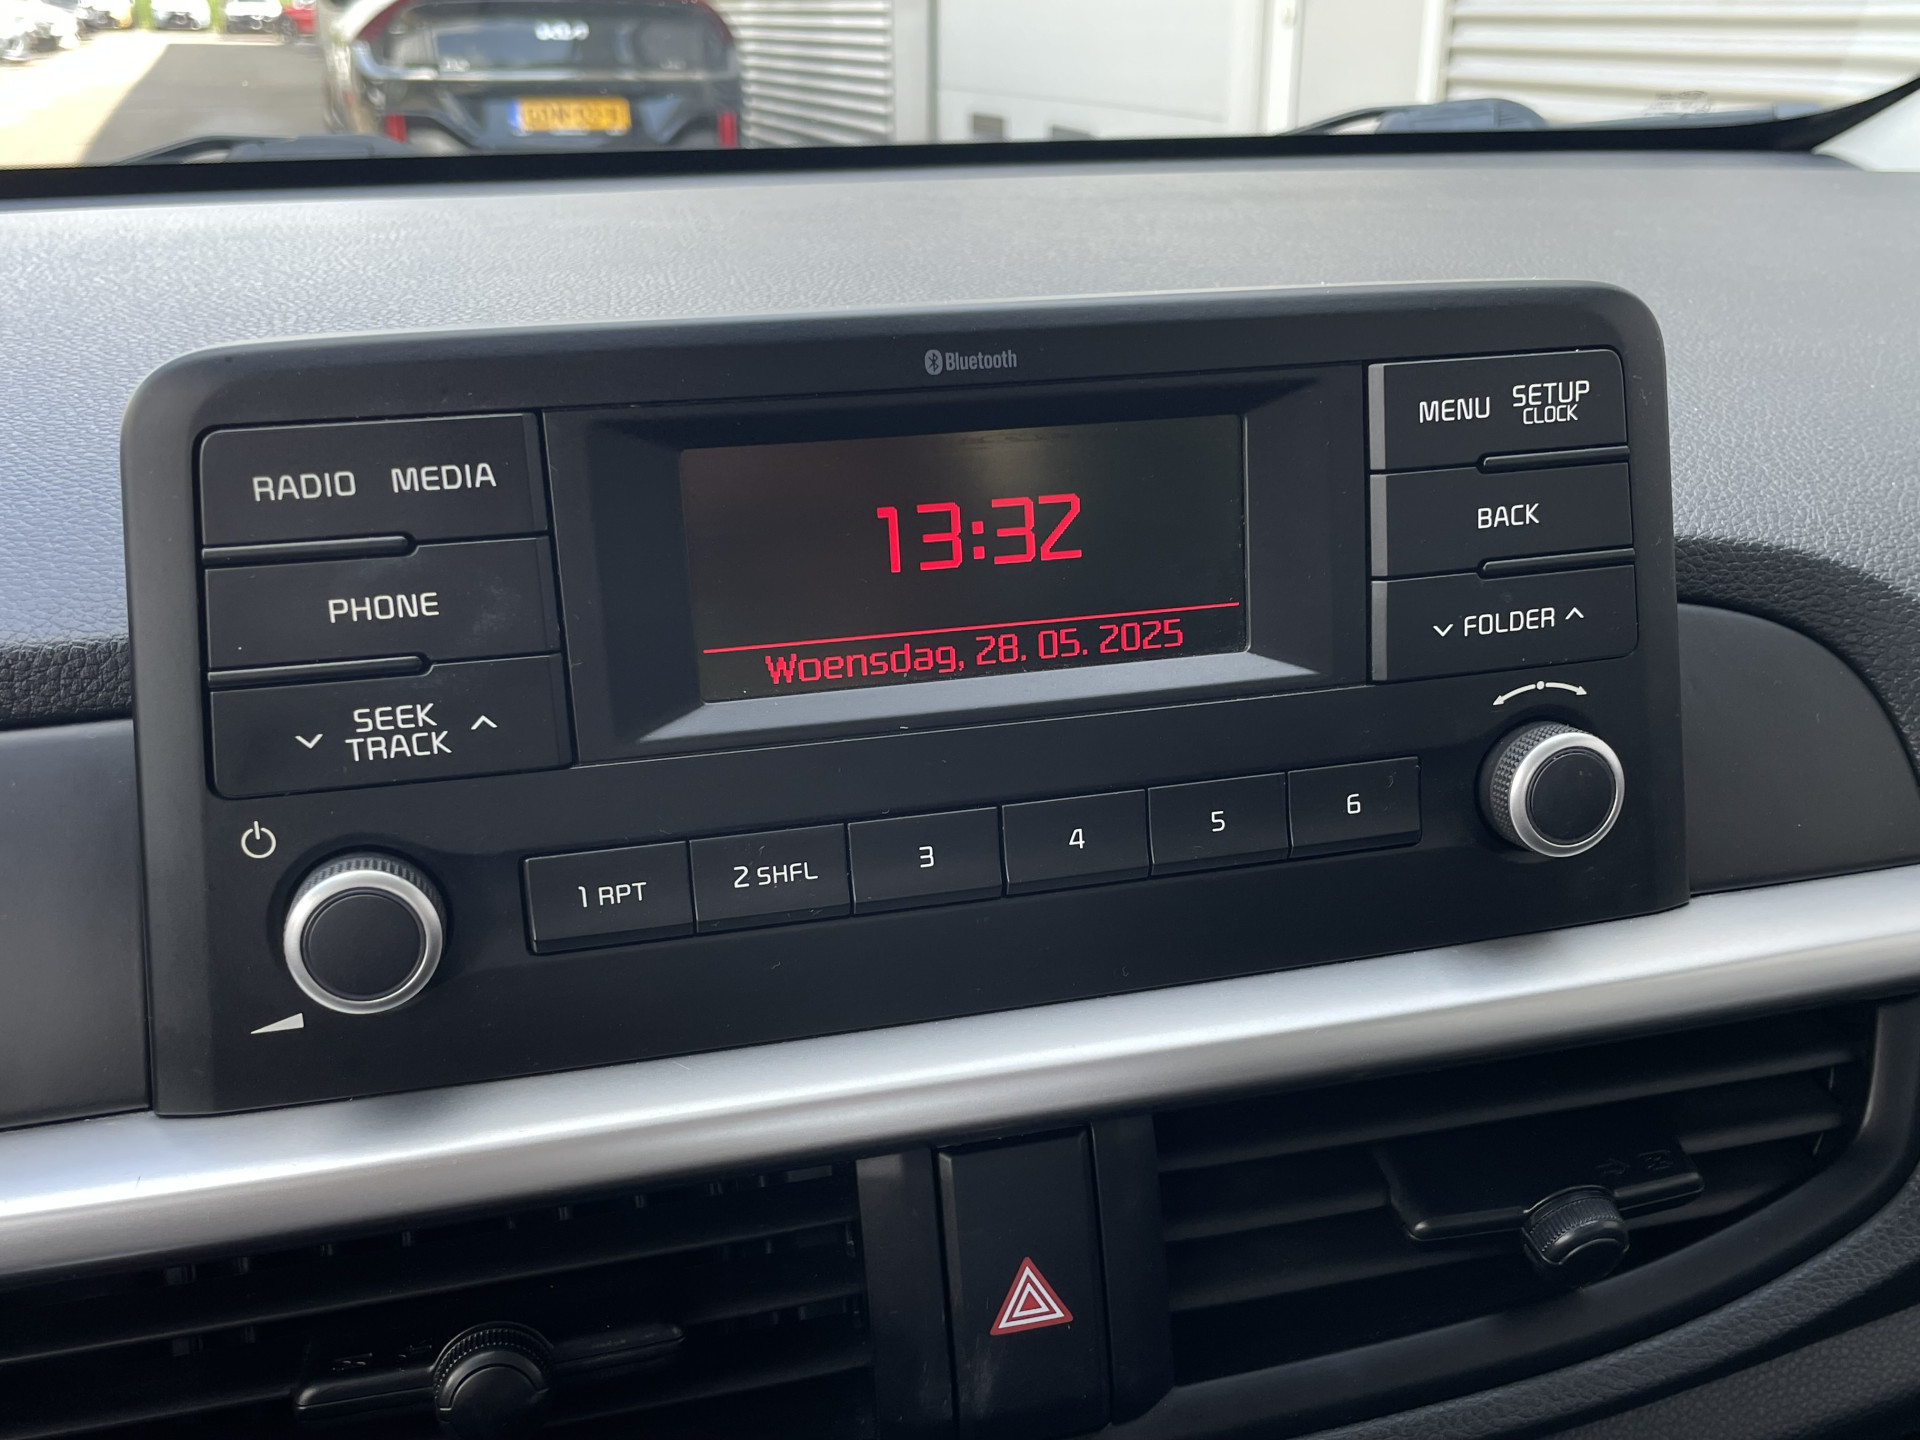 Bluetooth
RADIO MEDIA
PHONE
SEEK
TRACK
13:32
Woensdag, 28. 05. 2025
MENU SETUP
CLOCK
BACK
FOLDER
1 RPT
2 SHFL
3
4
5
6